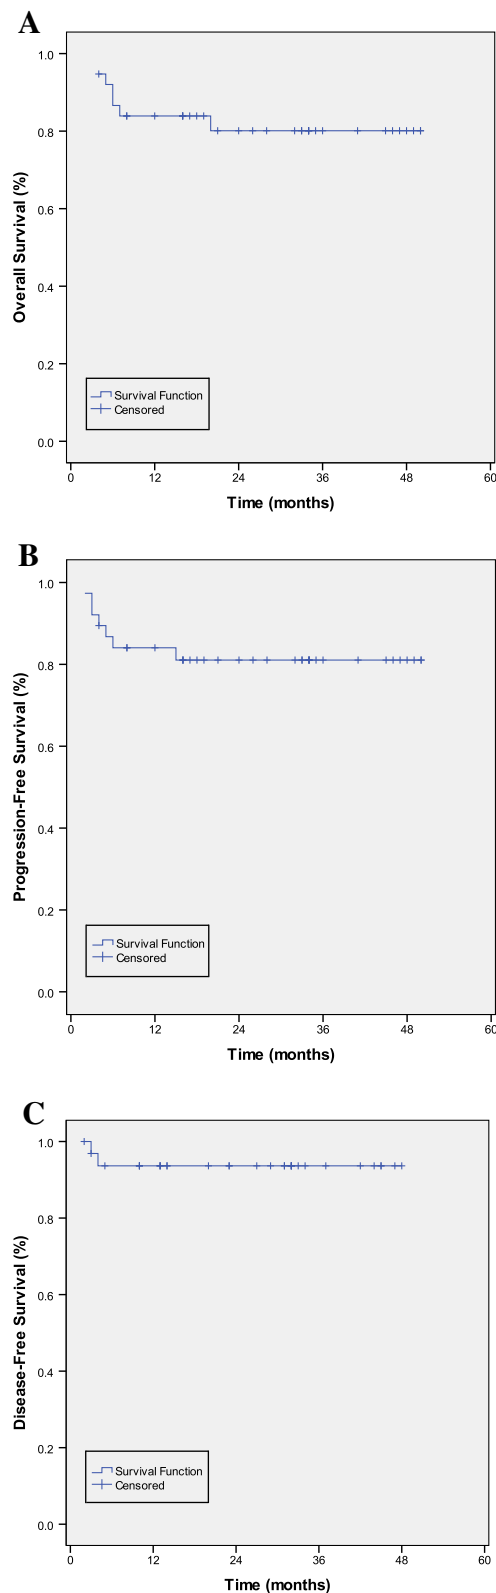 A
1.0
0.8
0.6
0.4
0.2
0.0
Overall Survival (%)
Survival Function
Censored
0 12 24 36 48 60
Time (months)
B
1.0
0.8
0.6
0.4
0.2
0.0
Progression-Free Survival (%)
Survival Function
Censored
0 12 24 36 48 60
Time (months)
C
1.0
0.8
0.6
0.4
0.2
0.0
Disease-Free Survival (%)
Survival Function
Censored
0 12 24 36 48 60
Time (months)